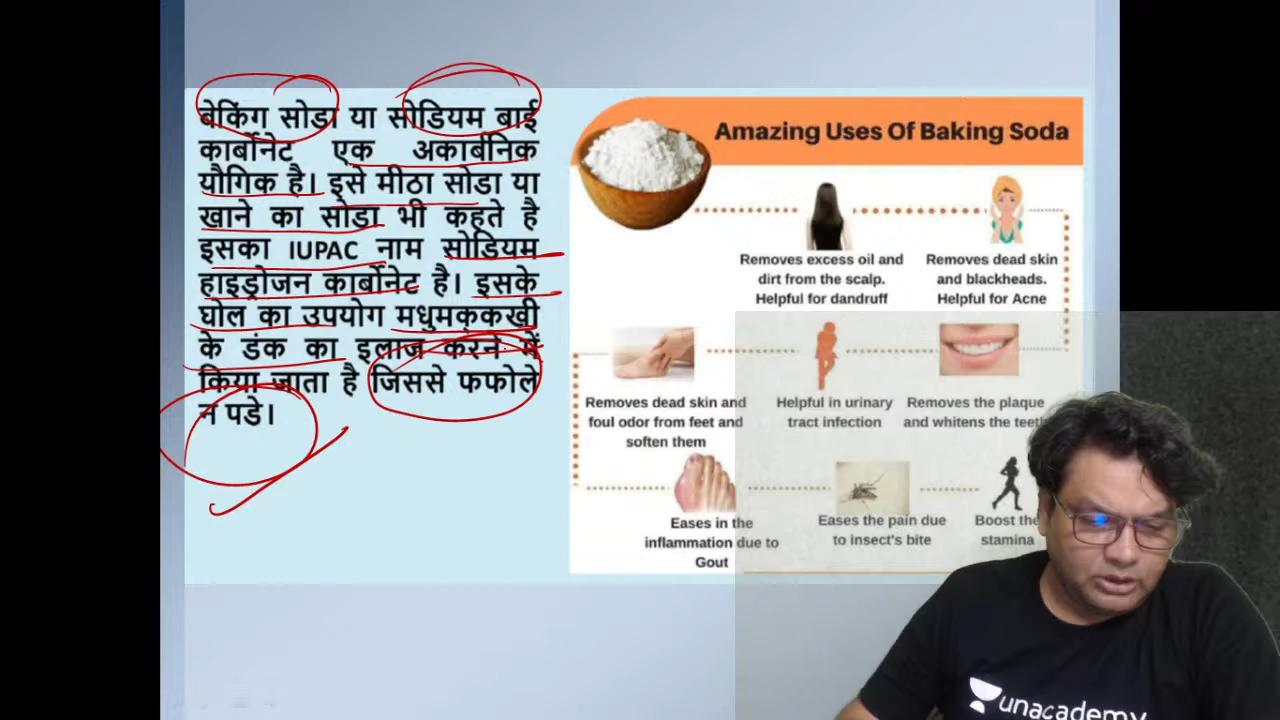 बेकिंग सोडा या सोडियम बाई
कार्बोनेट एक अकार्बनिक
यौगिक है। इसे मीठा सोडा या
खाने का सोडा भी कहते है
इसका IUPAC नाम सोडियम
हाइड्रोजन कार्बोनेट है। इसके
घोल का उपयोग मधुमक्कखी
के डंक का इलाज करने में
किया जाता है जिससे फफोले
न पडे।
Amazing Uses Of Baking Soda
Removes excess oil and
dirt from the scalp.
Helpful for dandruff
Removes dead skin
and blackheads.
Helpful for Acne
Removes dead skin and
foul odor from feet and
soften them
Helpful in urinary
tract infection
Removes the plaque
and whitens the teeth
Eases in the
inflammation due to
Gout
Eases the pain due
to insect's bite
Boost the
stamina
unacademy